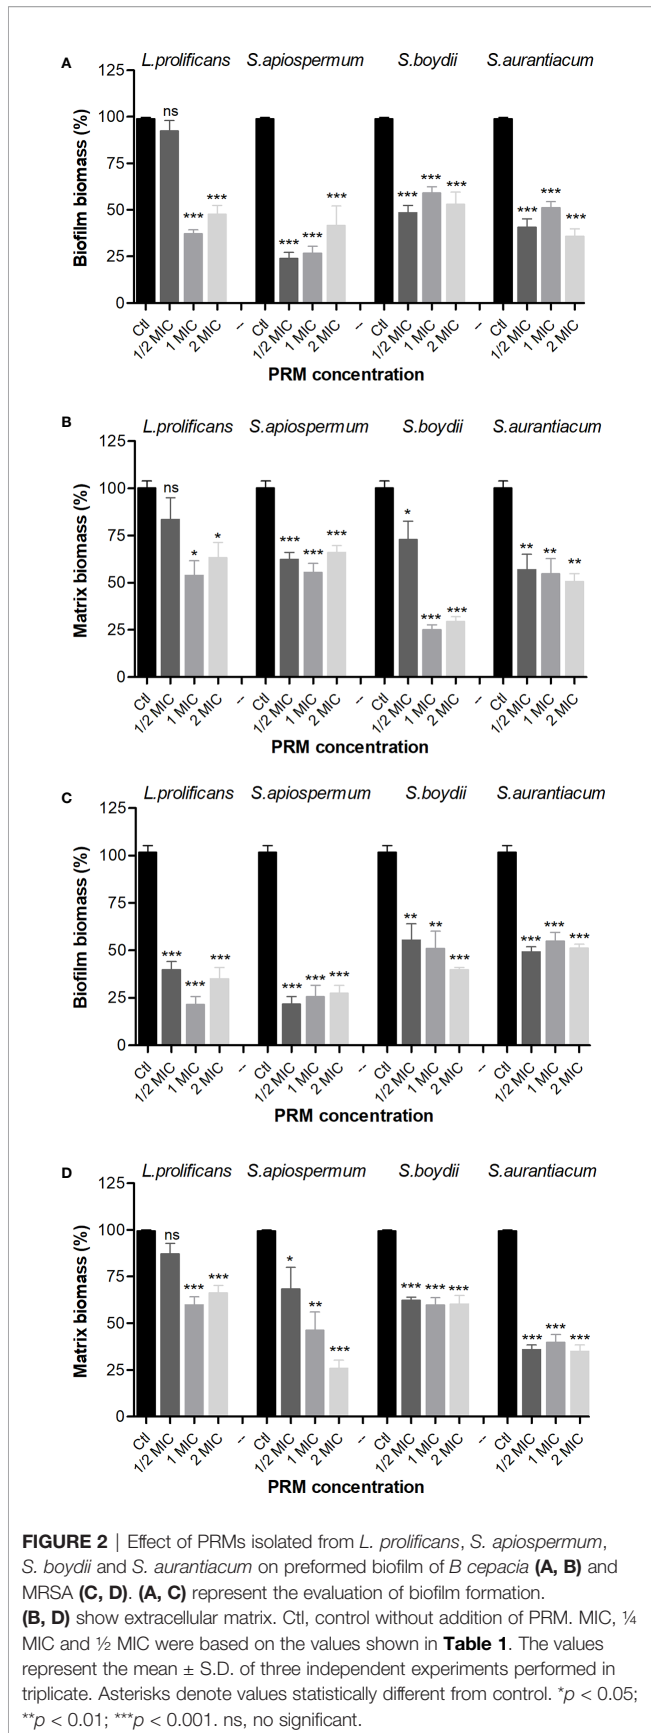 A
L.prolificans S.apiospermum S.boydii S.aurantiacum
125
100
75
50
25
0
Biofilm biomass (%)
ns *** *** *** *** *** *** *** *** *** *** ***
Ctl 1/2 MIC 1 MIC 2 MIC -- Ctl 1/2 MIC 1 MIC 2 MIC -- Ctl 1/2 MIC 1 MIC 2 MIC -- Ctl 1/2 MIC 1 MIC 2 MIC
PRM concentration
B
L.prolificans S.apiospermum S.boydii S.aurantiacum
125
100
75
50
25
0
Matrix biomass (%)
ns * * *** *** *** * *** *** ** ** **
Ctl 1/2 MIC 1 MIC 2 MIC -- Ctl 1/2 MIC 1 MIC 2 MIC -- Ctl 1/2 MIC 1 MIC 2 MIC -- Ctl 1/2 MIC 1 MIC 2 MIC
PRM concentration
C
L.prolificans S.apiospermum S.boydii S.aurantiacum
125
100
75
50
25
0
Biofilm biomass (%)
*** *** *** *** *** *** ** ** *** *** *** ***
Ctl 1/2 MIC 1 MIC 2 MIC -- Ctl 1/2 MIC 1 MIC 2 MIC -- Ctl 1/2 MIC 1 MIC 2 MIC -- Ctl 1/2 MIC 1 MIC 2 MIC
PRM concentration
D
L.prolificans S.apiospermum S.boydii S.aurantiacum
125
100
75
50
25
0
Matrix biomass (%)
ns *** *** * ** *** *** *** *** *** *** ***
Ctl 1/2 MIC 1 MIC 2 MIC -- Ctl 1/2 MIC 1 MIC 2 MIC -- Ctl 1/2 MIC 1 MIC 2 MIC -- Ctl 1/2 MIC 1 MIC 2 MIC
PRM concentration
FIGURE 2 | Effect of PRMs isolated from L. prolificans, S. apiospermum,
S. boydii and S. aurantiacum on preformed biofilm of B cepacia (A, B) and
MRSA (C, D). (A, C) represent the evaluation of biofilm formation.
(B, D) show extracellular matrix. Ctl, control without addition of PRM. MIC, ¼
MIC and ½ MIC were based on the values shown in Table 1. The values
represent the mean ± S.D. of three independent experiments performed in
triplicate. Asterisks denote values statistically different from control. *p < 0.05;
**p < 0.01; ***p < 0.001. ns, no significant.